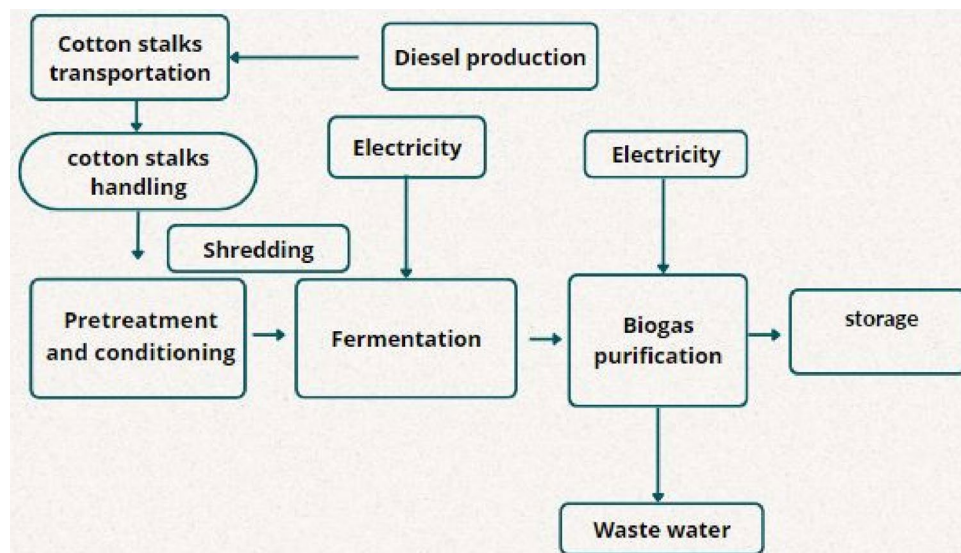 Cotton stalks
transportation
Diesel production
cotton stalks
handling
Electricity
Electricity
Shredding
Pretreatment
and conditioning
Fermentation
Biogas
purification
storage
Waste water